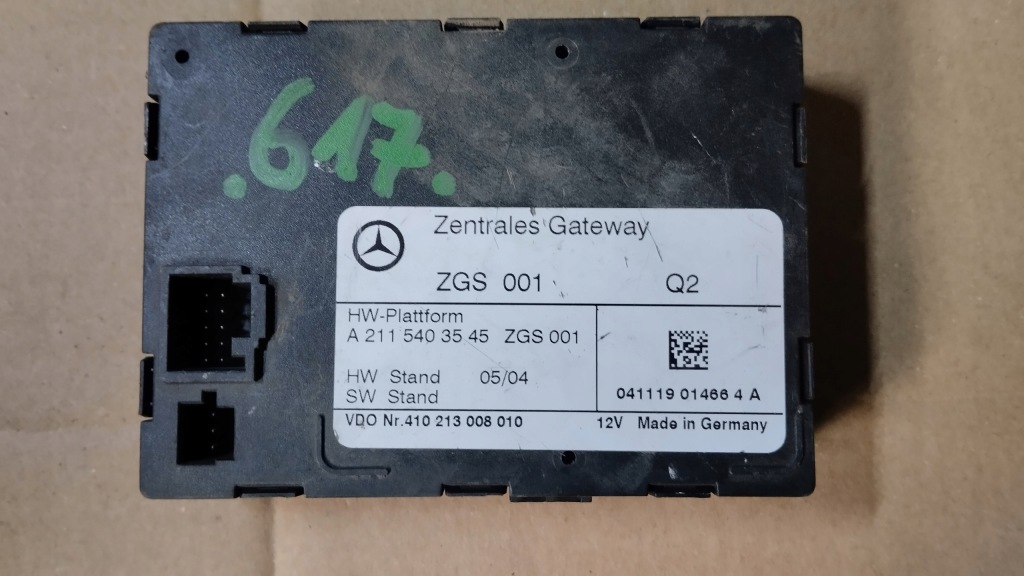 .617.
Zentrales Gateway
ZGS 001 Q2
HW-Plattform
A 211 540 35 45 ZGS 001
HW Stand 05/04
SW Stand
041119 01466 4 A
VDO Nr.410 213 008 010 12V Made in Germany